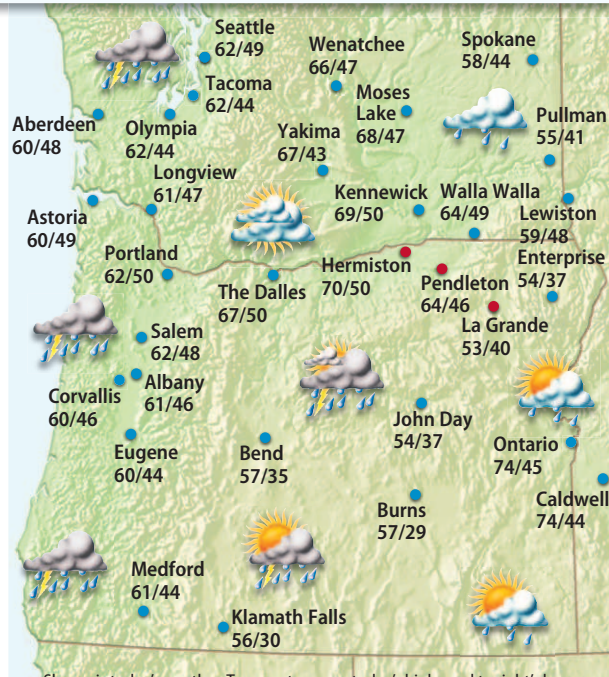 Seattle
62/49
Wenatchee
66/47
Spokane
58/44
Tacoma
62/44
Moses
Lake
68/47
Aberdeen
60/48
Olympia
62/44
Yakima
67/43
Pullman
55/41
Longview
61/47
Kennewick
69/50
Walla Walla
64/49
Lewiston
59/48
Astoria
60/49
Portland
62/50
The Dalles
67/50
Hermiston
70/50
Pendleton
64/46
Enterprise
54/37
La Grande
53/40
Salem
62/48
Corvallis
60/46
Albany
61/46
Eugene
60/44
Bend
57/35
John Day
54/37
Ontario
74/45
Caldwell
74/44
Burns
57/29
Medford
61/44
Klamath Falls
56/30